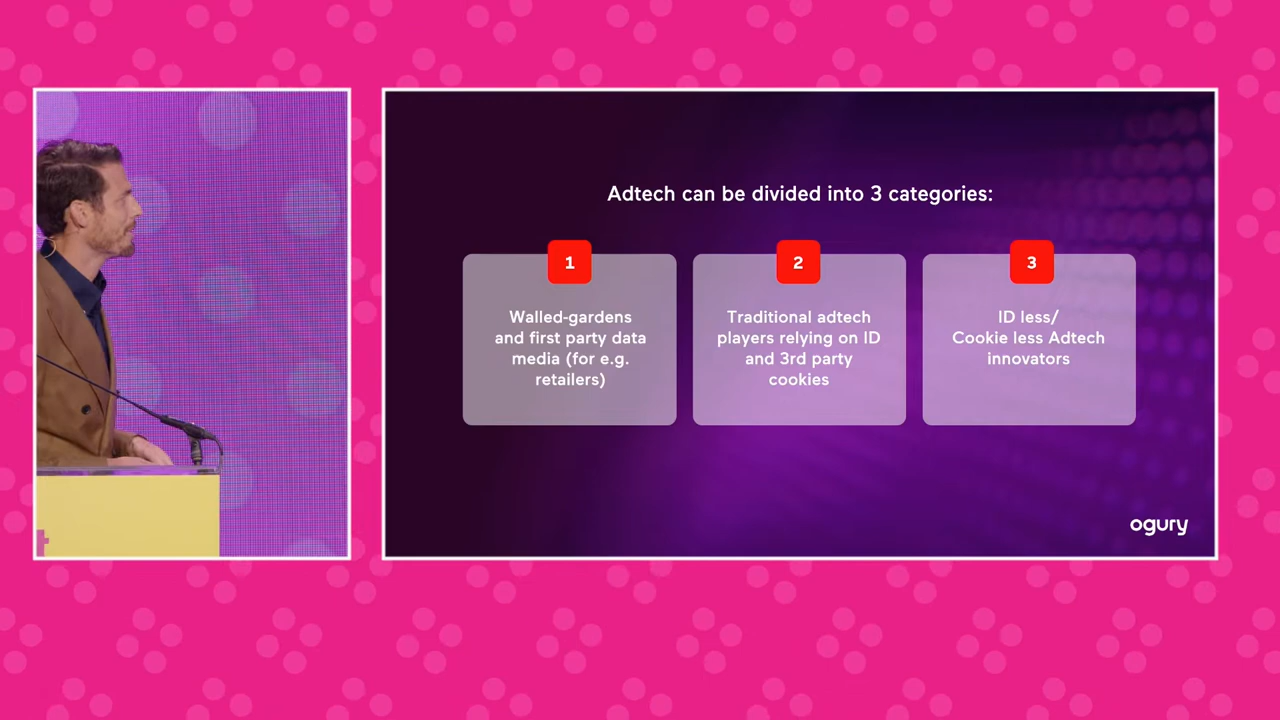 Adtech can be divided into 3 categories:
1
Walled-gardens
and first party data
media (for e.g.
retailers)
2
Traditional adtech
players relying on ID
and 3rd party
cookies
3
ID less/
Cookie less Adtech
innovators
ogury
t